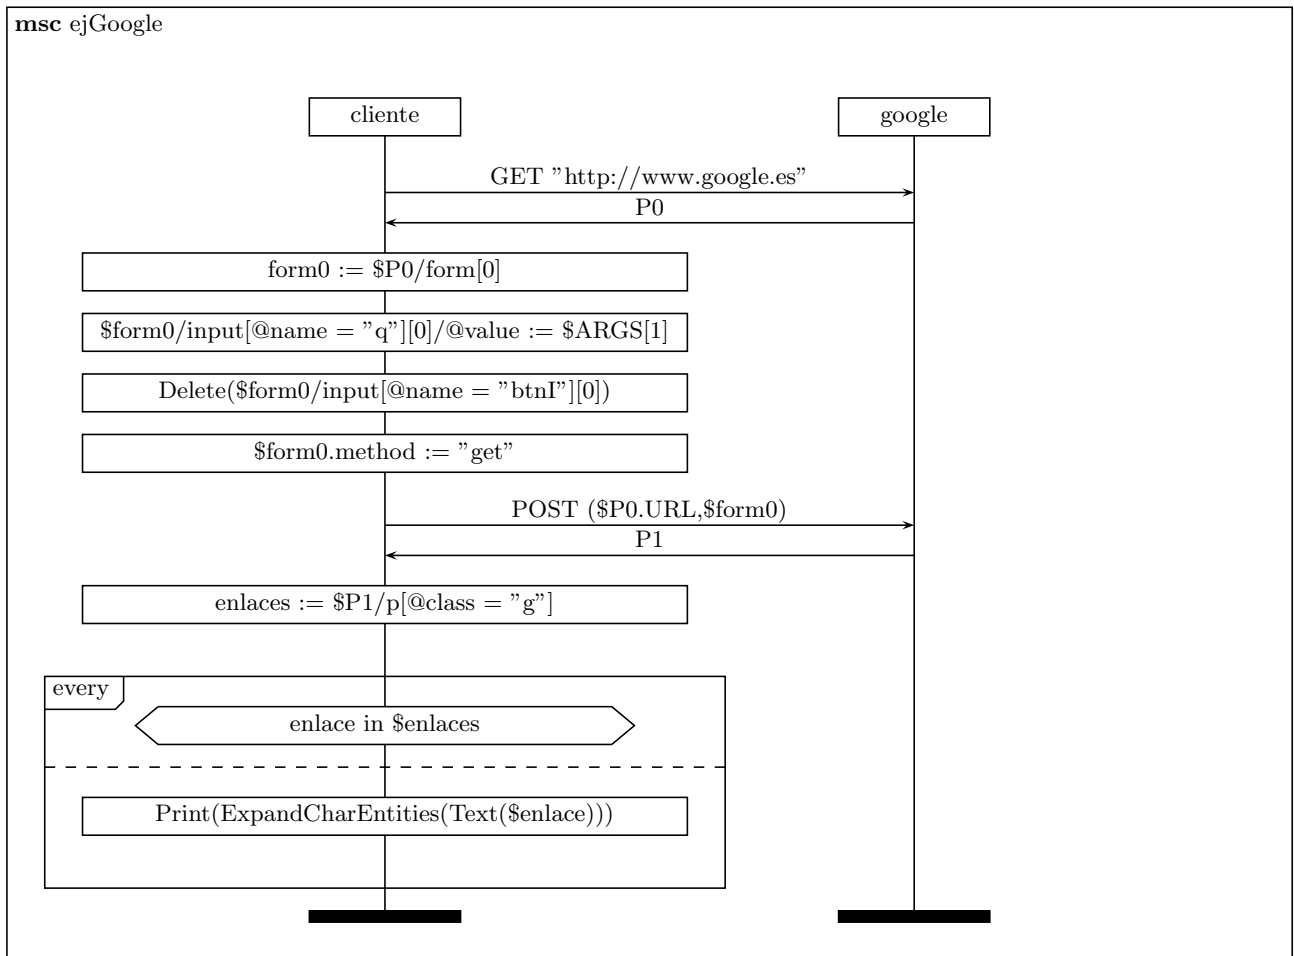 msc ejGoogle
cliente
google
GET ”http://www.google.es”
P0
form0 := $P0/form[0]
$form0/input[@name = ”q”][0]/@value := $ARGS[1]
Delete($form0/input[@name = ”btnI”][0])
$form0.method := ”get”
POST ($P0.URL,$form0)
P1
enlaces := $P1/p[@class = ”g”]
every
enlace in $enlaces
Print(ExpandCharEntities(Text($enlace)))